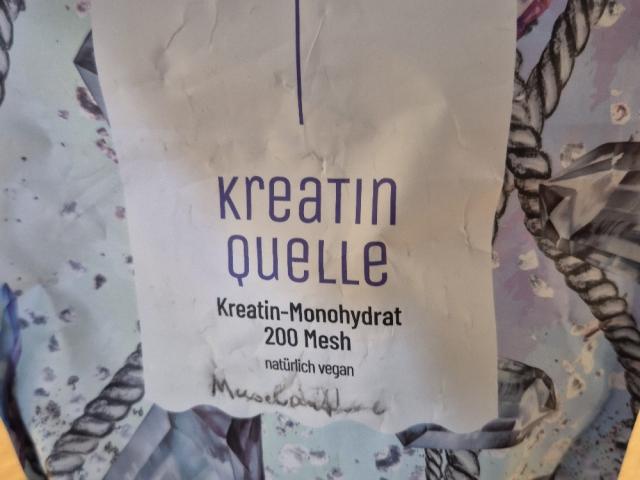 Kreatin
Quelle
Kreatin-Monohydrat
200 Mesh
natürlich vegan